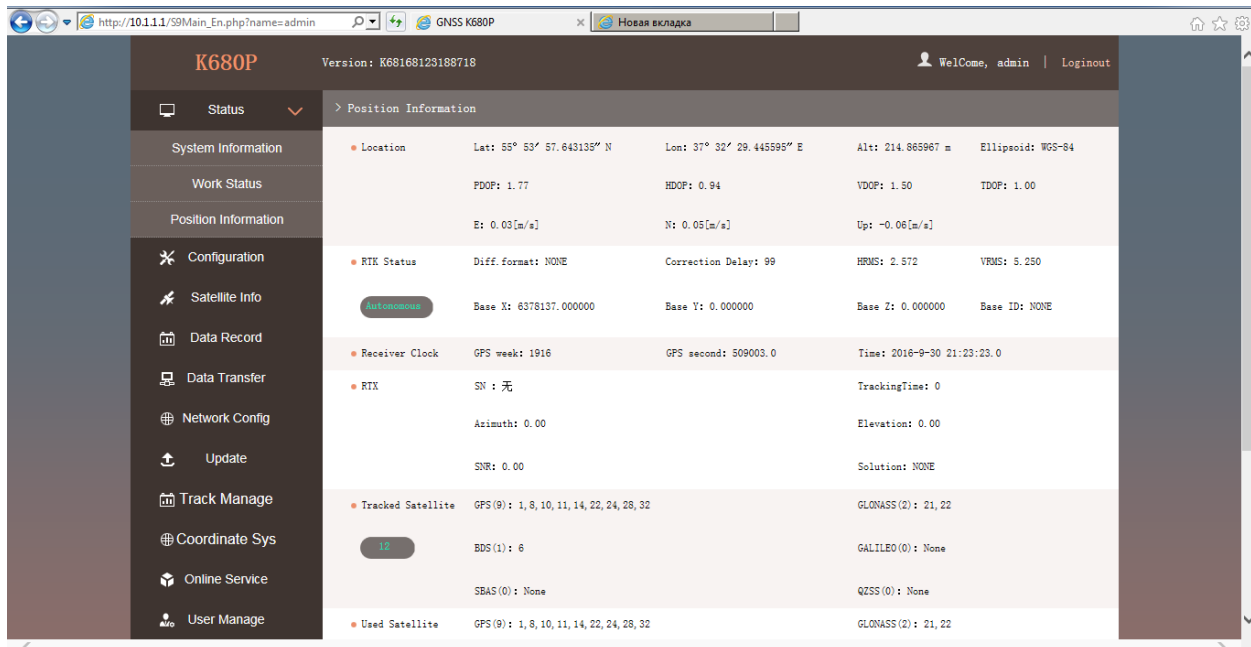 http://10.1.1.1/S9Main_En.php?name=admin GNSS K680P Новая вкладка
K680P Version: K68168123188718 WelCome, admin | Loginout
Status > Position Information
System Information
Work Status
Position Information
Configuration
Satellite Info
Data Record
Data Transfer
Network Config
Update
Track Manage
Coordinate Sys
Online Service
User Manage
Location Lat: 55° 53′ 57.643135″ N Lon: 37° 32′ 29.445595″ E Alt: 214.865967 m Ellipsoid: WGS-84
PDOP: 1.77 HDOP: 0.94 VDOP: 1.50 TDOP: 1.00
E: 0.03[m/s] N: 0.05[m/s] Up: -0.06[m/s]
RTK Status Diff.format: NONE Correction Delay: 99 HRMS: 2.572 VRMS: 5.250
Autonomous Base X: 6378137.000000 Base Y: 0.000000 Base Z: 0.000000 Base ID: NONE
Receiver Clock GPS week: 1916 GPS second: 509003.0 Time: 2016-9-30 21:23:23.0
RTX SN : 无 TrackingTime: 0
Azimuth: 0.00 Elevation: 0.00
SNR: 0.00 Solution: NONE
Tracked Satellite GPS(9): 1,8,10,11,14,22,24,28,32 GLONASS(2): 21,22
12 BDS(1): 6 GALILEO(0): None
SBAS(0): None QZSS(0): None
Used Satellite GPS(9): 1,8,10,11,14,22,24,28,32 GLONASS(2): 21,22